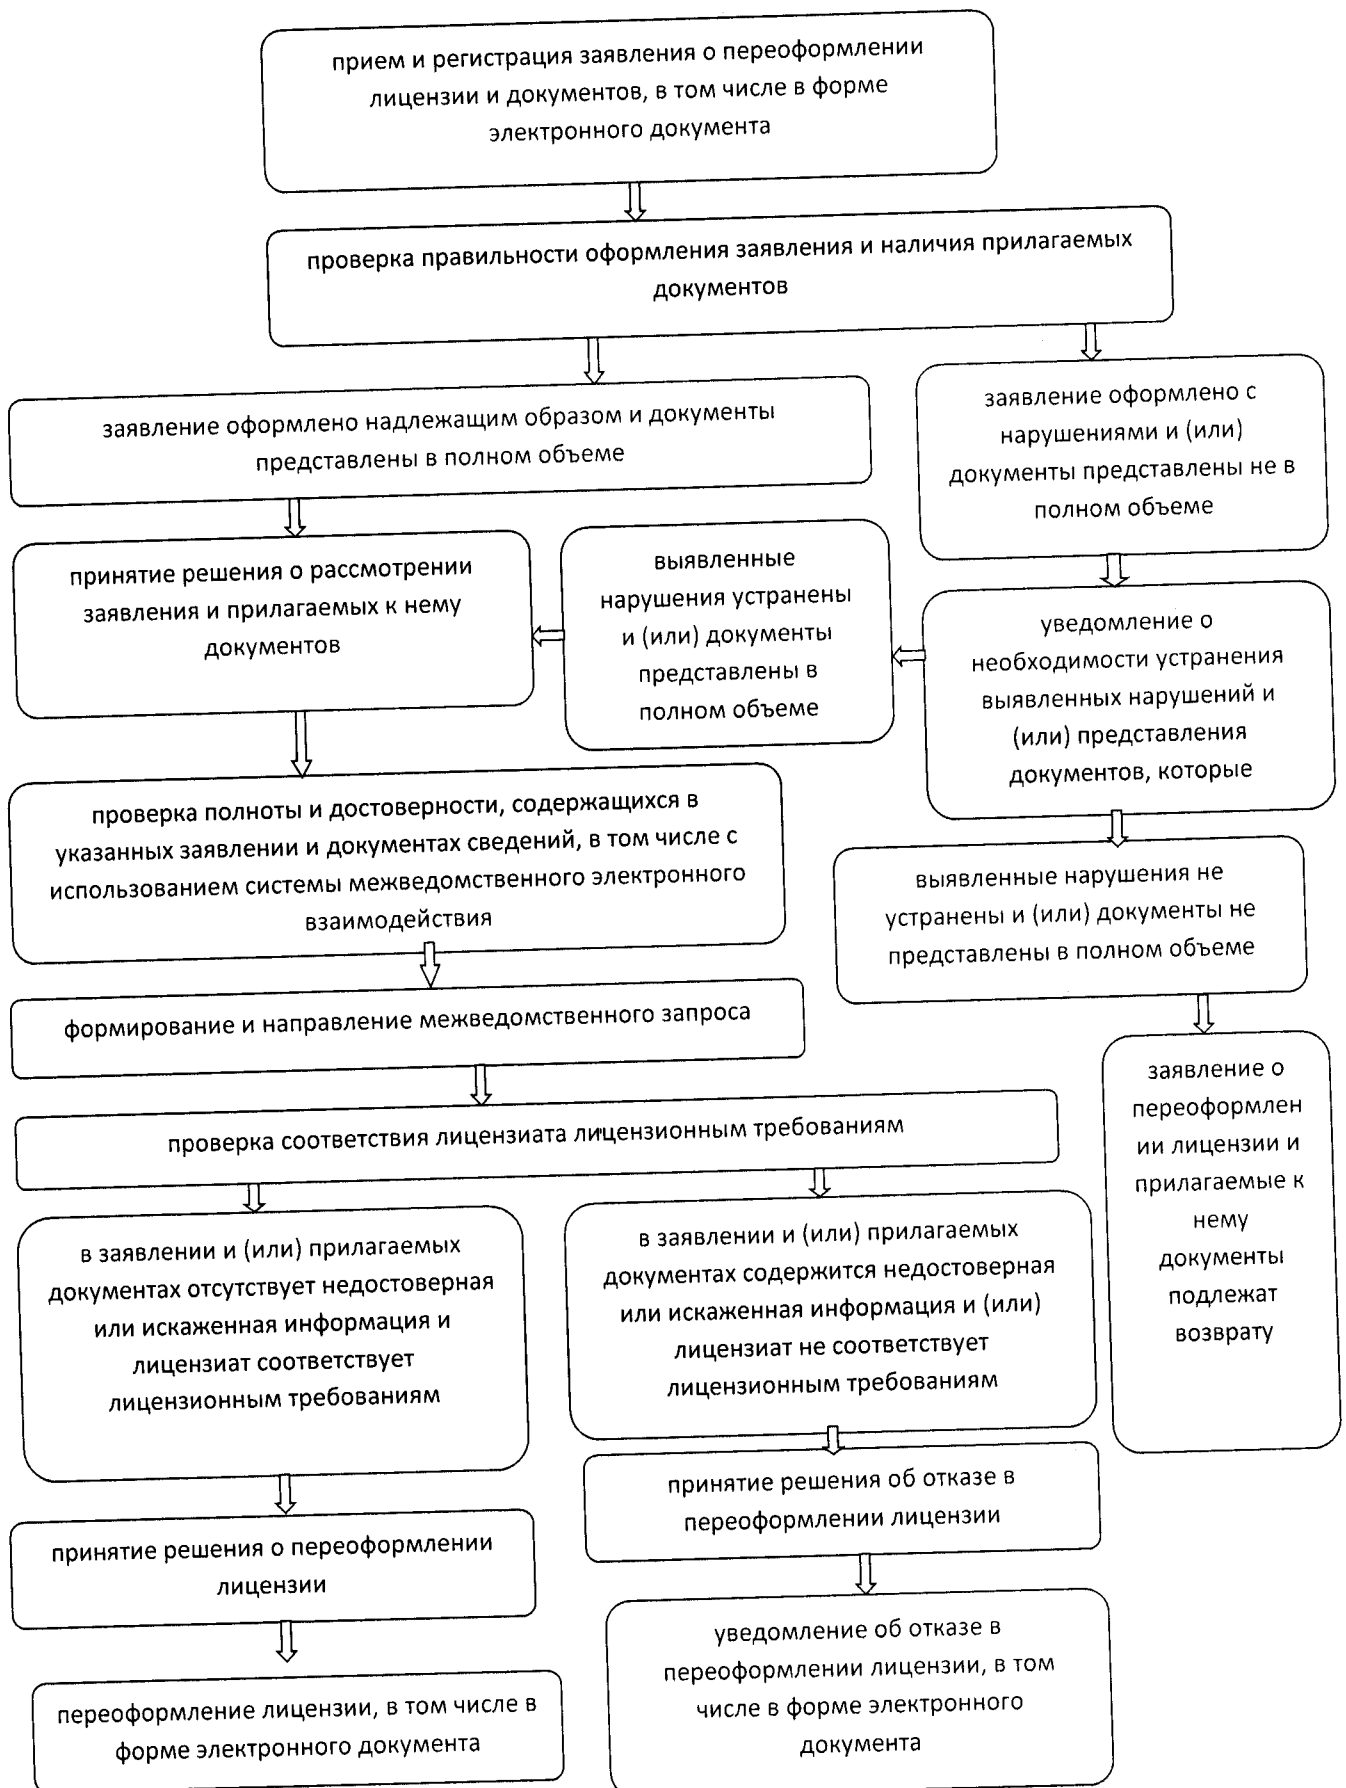 прием и регистрация заявления о переоформлении
лицензии и документов, в том числе в форме
электронного документа
проверка правильности оформления заявления и наличия прилагаемых
документов
заявление оформлено надлежащим образом и документы
представлены в полном объеме
заявление оформлено с
нарушениями и (или)
документы представлены не в
полном объеме
принятие решения о рассмотрении
заявления и прилагаемых к нему
документов
выявленные
нарушения устранены
и (или) документы
представлены в
полном объеме
уведомление о
необходимости устранения
выявленных нарушений и
(или) представления
документов, которые
проверка полноты и достоверности, содержащихся в
указанных заявлении и документах сведений, в том числе с
использованием системы межведомственного электронного
взаимодействия
выявленные нарушения не
устранены и (или) документы не
представлены в полном объеме
формирование и направление межведомственного запроса
заявление о
переоформлен
ии лицензии и
прилагаемые к
нему
документы
подлежат
возврату
проверка соответствия лицензиата лицензионным требованиям
в заявлении и (или) прилагаемых
документах отсутствует недостоверная
или искаженная информация и
лицензиат соответствует
лицензионным требованиям
в заявлении и (или) прилагаемых
документах содержится недостоверная
или искаженная информация и (или)
лицензиат не соответствует
лицензионным требованиям
принятие решения об отказе в
переоформлении лицензии
принятие решения о переоформлении
лицензии
уведомление об отказе в
переоформлении лицензии, в том
числе в форме электронного
документа
переоформление лицензии, в том числе в
форме электронного документа